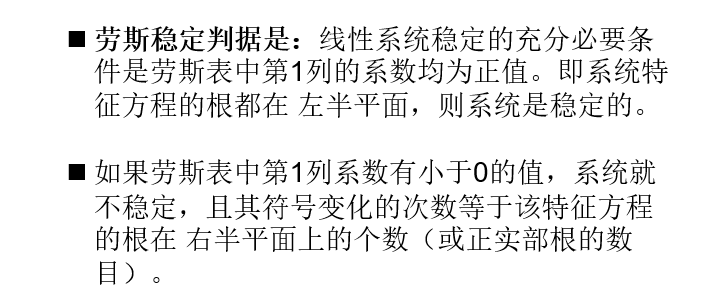 ■ 劳斯稳定判据是：线性系统稳定的充分必要条
件是劳斯表中第1列的系数均为正值。即系统特
征方程的根都在 左半平面，则系统是稳定的。
■ 如果劳斯表中第1列系数有小于0的值，系统就
不稳定，且其符号变化的次数等于该特征方程
的根在 右半平面上的个数（或正实部根的数
目）。